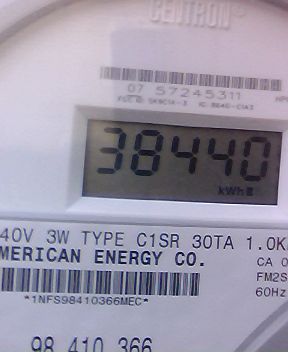 CENTRON®
07 57245311
38440
kWh
40V 3W TYPE C1SR 30TA 1.0K
MERICAN ENERGY CO.
CA 0
FM2S
60Hz
*1NFS98410366MEC*
98 410 366